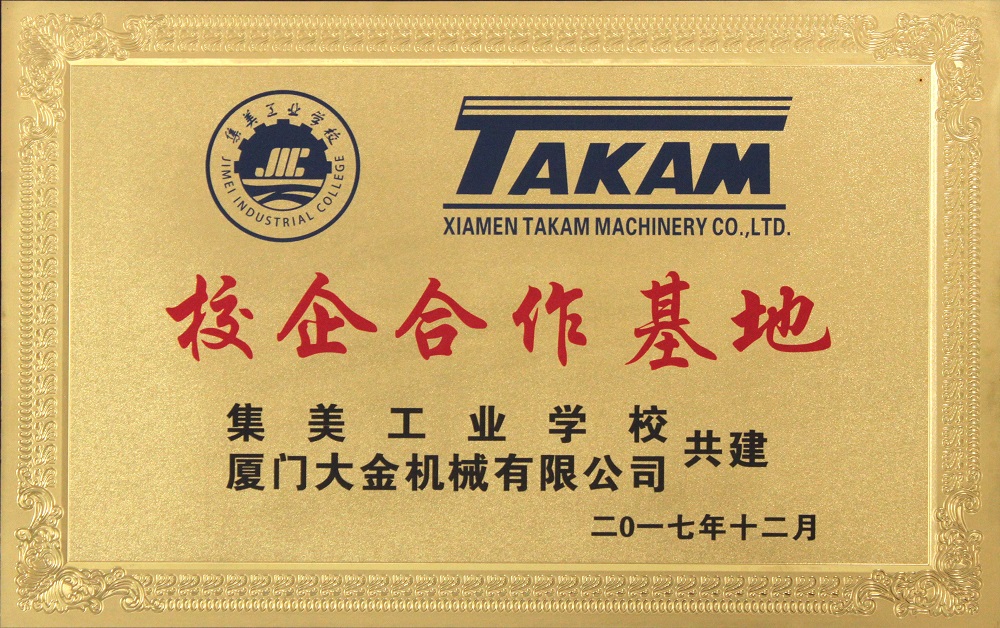 集美工业学校
JIMEI INDUSTRIAL COLLEGE
JIC
TAKAM
XIAMEN TAKAM MACHINERY CO.,LTD.
校企合作基地
集美工业学校
厦门大金机械有限公司
共建
二0一七年十二月